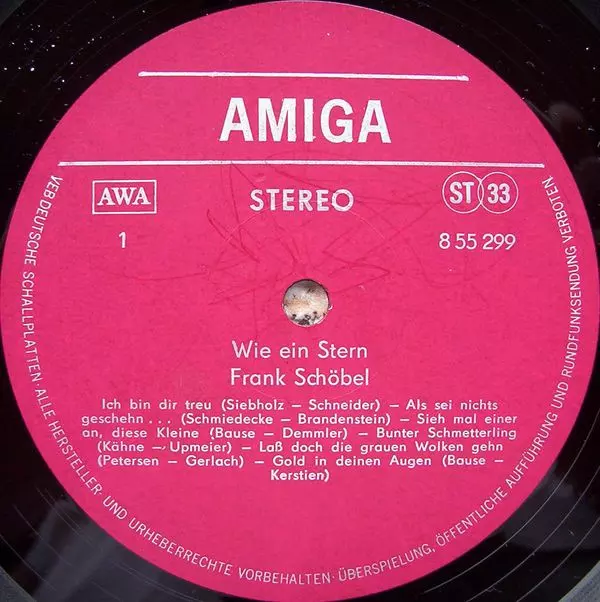 AMIGA
AWA
STEREO
ST 33
1
8 55 299
Wie ein Stern
Frank Schöbel
Ich bin dir treu (Siebholz – Schneider) – Als sei nichts
geschehn . . . (Schmiedecke – Brandenstein) – Sieh mal einer
an, diese Kleine (Bause – Demmler) – Bunter Schmetterling
(Kähne – Upmeier) – Laß doch die grauen Wolken gehn
(Petersen – Gerlach) – Gold in deinen Augen (Bause –
Kerstien)
VEB DEUTSCHE SCHALLPLATTEN · ALLE HERSTELLER- UND URHEBERRECHTE VORBEHALTEN · ÜBERSPIELUNG, ÖFFENTLICHE AUFFÜHRUNG UND RUNDFUNKSENDUNG VERBOTEN